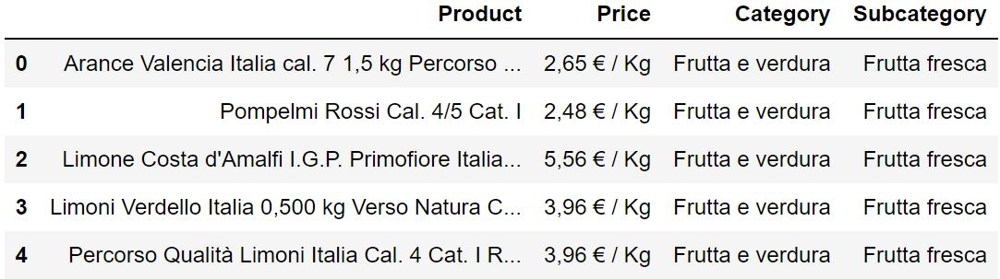 Product Price Category Subcategory
0 Arance Valencia Italia cal. 7 1,5 kg Percorso ... 2,65 € / Kg Frutta e verdura Frutta fresca
1 Pompelmi Rossi Cal. 4/5 Cat. I 2,48 € / Kg Frutta e verdura Frutta fresca
2 Limone Costa d'Amalfi I.G.P. Primofiore Italia... 5,56 € / Kg Frutta e verdura Frutta fresca
3 Limoni Verdello Italia 0,500 kg Verso Natura C... 3,96 € / Kg Frutta e verdura Frutta fresca
4 Percorso Qualità Limoni Italia Cal. 4 Cat. I R... 3,96 € / Kg Frutta e verdura Frutta fresca